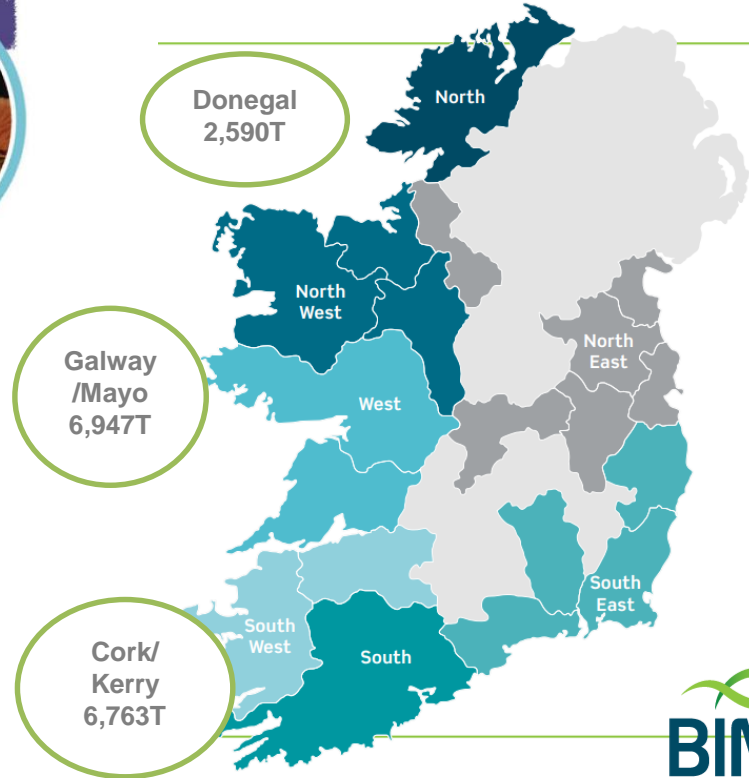 Donegal
2,590T
North
North
West
Galway
/Mayo
6,947T
West
North
East
South
East
South
West
South
Cork/
Kerry
6,763T
BIM